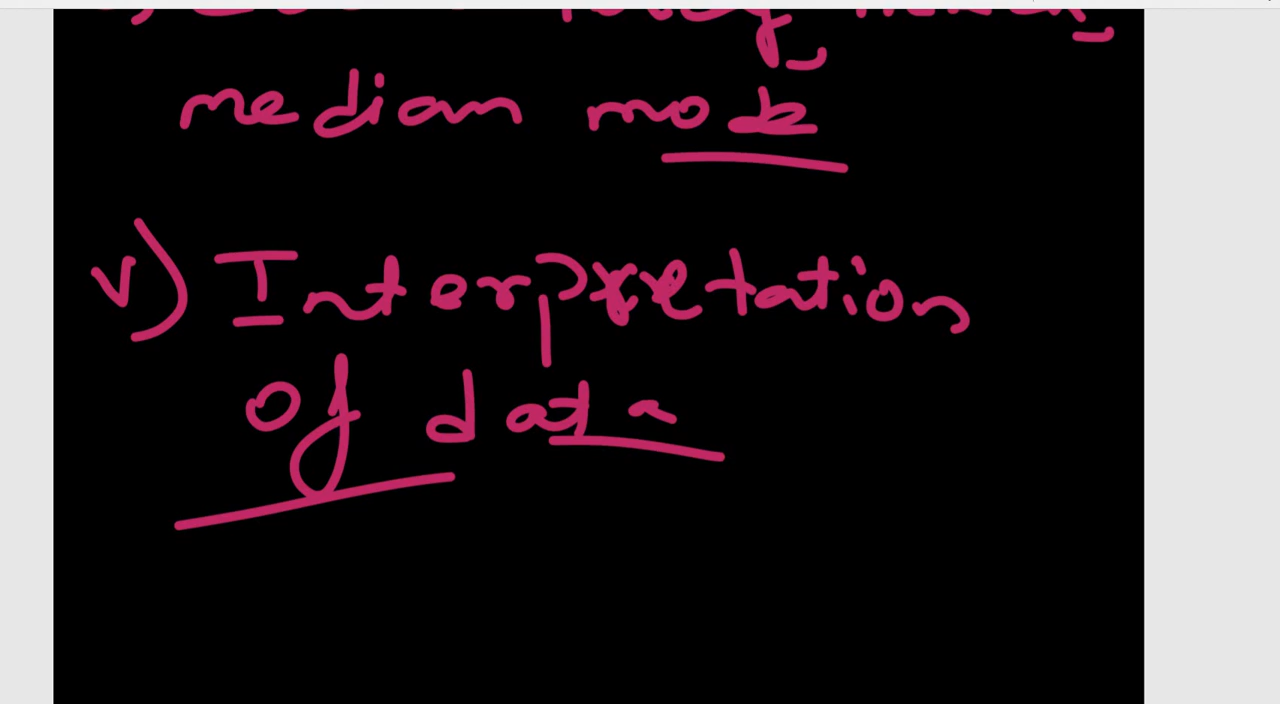 median mode
v) Interpretation
of data